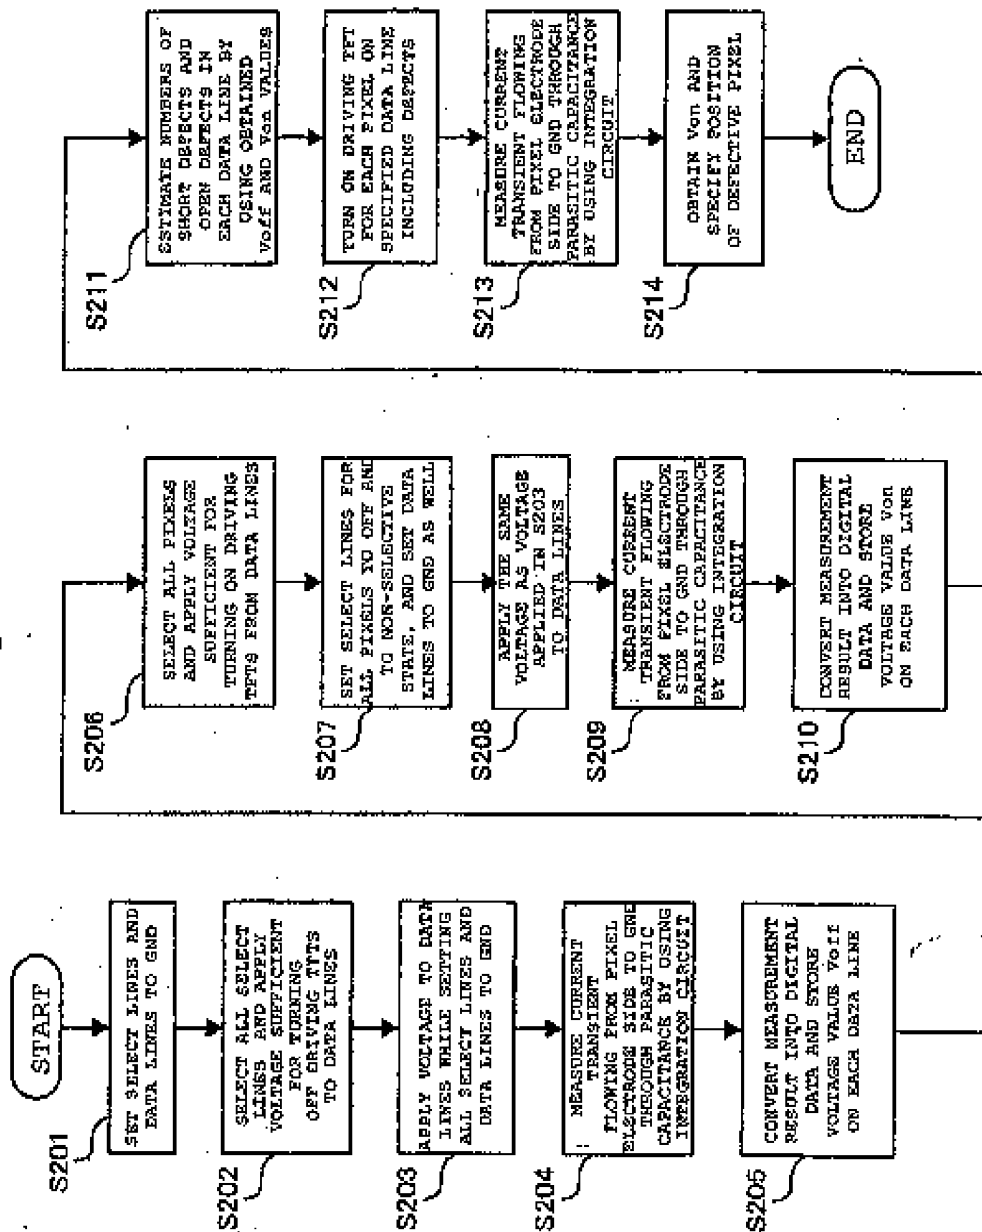 START
S201
SET SELECT LINES AND
DATA LINES TO GND
S202
SELECT ALL SELECT
LINES AND APPLY
VOLTAGE SUFFICIENT
FOR TURNING
OFF DRIVING TFTS
TO DATA LINES
S203
APPLY VOLTAGE TO DATA
LINES WHILE SETTING
ALL SELECT LINES AND
DATA LINES TO GND
S204
MEASURE CURRENT
TRANSIENT
FLOWING FROM PIXEL
ELECTRODE SIDE TO GND
THROUGH PARASITIC
CAPACITANCE BY USING
INTEGRATION CIRCUIT
S205
CONVERT MEASUREMENT
RESULT INTO DIGITAL
DATA AND STORE
VOLTAGE VALUE Voff
ON EACH DATA LINE
S206
SELECT ALL PIXELS
AND APPLY VOLTAGE
SUFFICIENT FOR
TURNING ON DRIVING
TFTS FROM DATA LINES
S207
SET SELECT LINES FOR
ALL PIXELS YO OFF AND
TO NON-SELECTIVE
STATE, AND SET DATA
LINES TO GND AS WELL
S208
APPLY THE SAME
VOLTAGE AS VOLTAGE
APPLIED IN S203
TO DATA LINES
S209
MEASURE CURRENT
TRANSIENT FLOWING
FROM PIXEL ELECTRODE
SIDE TO GND THROUGH
PARASITIC CAPACITANCE
BY USING INTEGRATION
CIRCUIT
S210
CONVERT MEASUREMENT
RESULT INTO DIGITAL
DATA AND STORE
VOLTAGE VALUE Von
ON EACH DATA LINE
S211
ESTIMATE NUMBERS OF
SHORT DEFECTS AND
OPEN DEFECTS IN
EACH DATA LINE BY
USING OBTAINED
Voff AND Von VALUES
S212
TURN ON DRIVING TFT
FOR EACH PIXEL ON
SPECIFIED DATA LINE
INCLUDING DEFECTS
S213
MEASURE CURRENT
TRANSIENT FLOWING
FROM PIXEL ELECTRODE
SIDE TO GND THROUGH
PARASITIC CAPACITANCE
BY USING INTEGRATION
CIRCUIT
S214
OBTAIN Von AND
SPECIFY POSITION
OF DEFECTIVE PIXEL
END